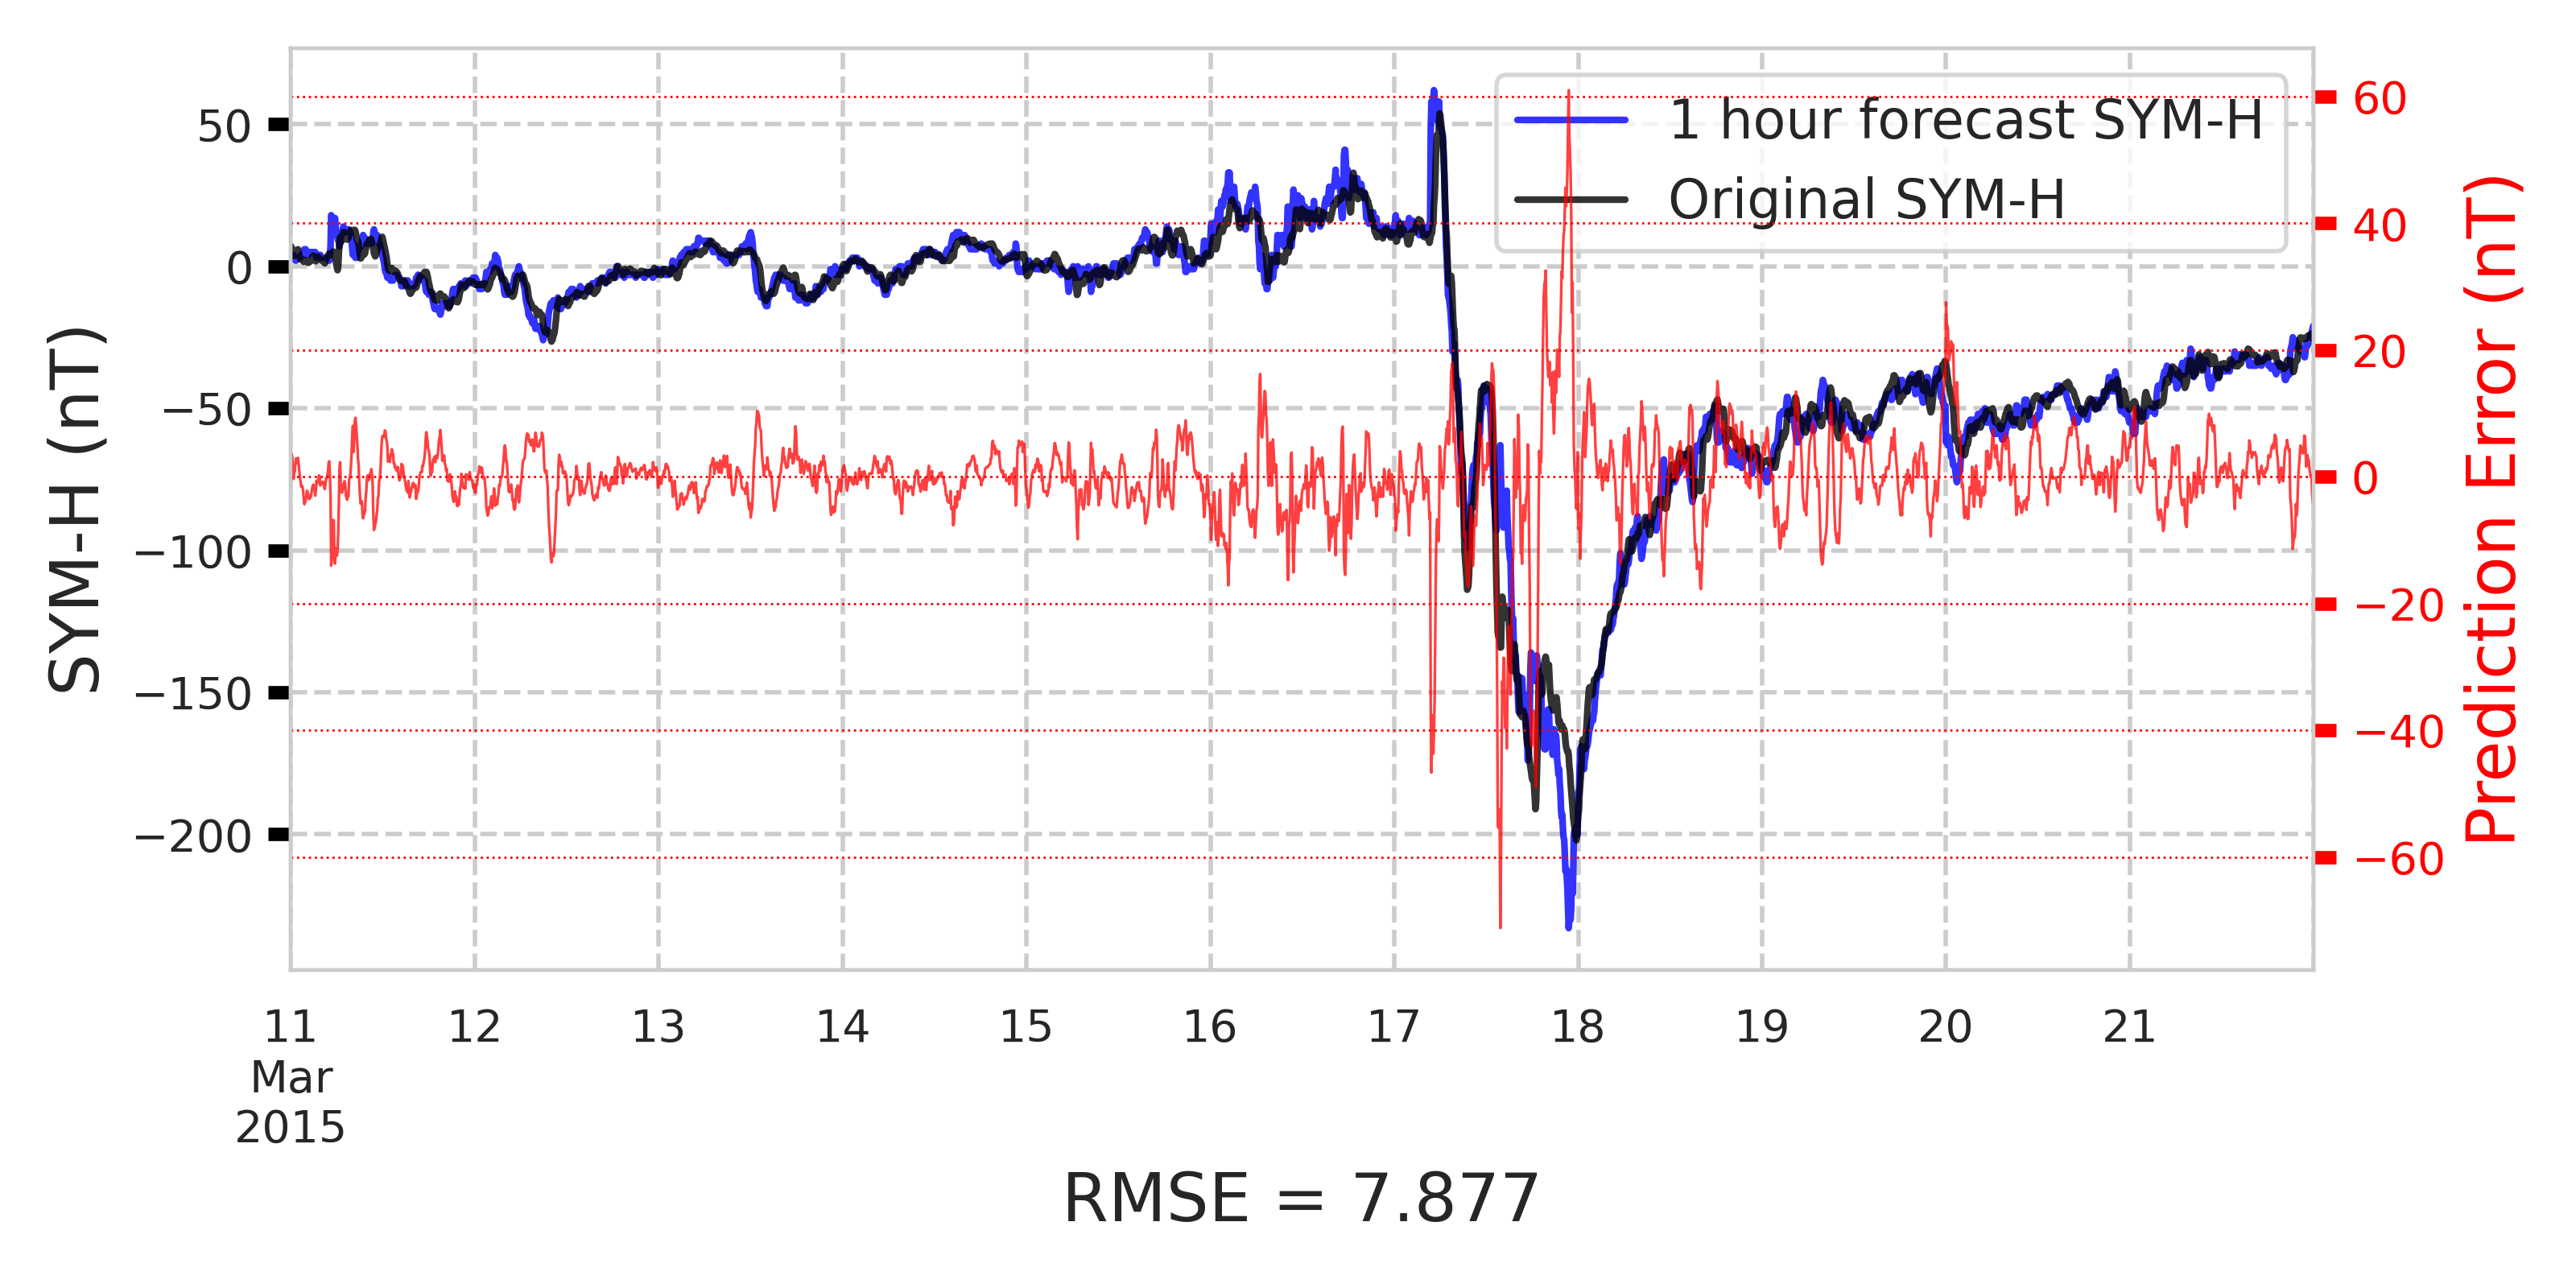 1 hour forecast SYM-H
Original SYM-H
SYM-H (nT)
50
0
−50
−100
−150
−200
60
40
20
0
−20
−40
−60
Prediction Error (nT)
11 12 13 14 15 16 17 18 19 20 21
Mar
2015
RMSE = 7.877